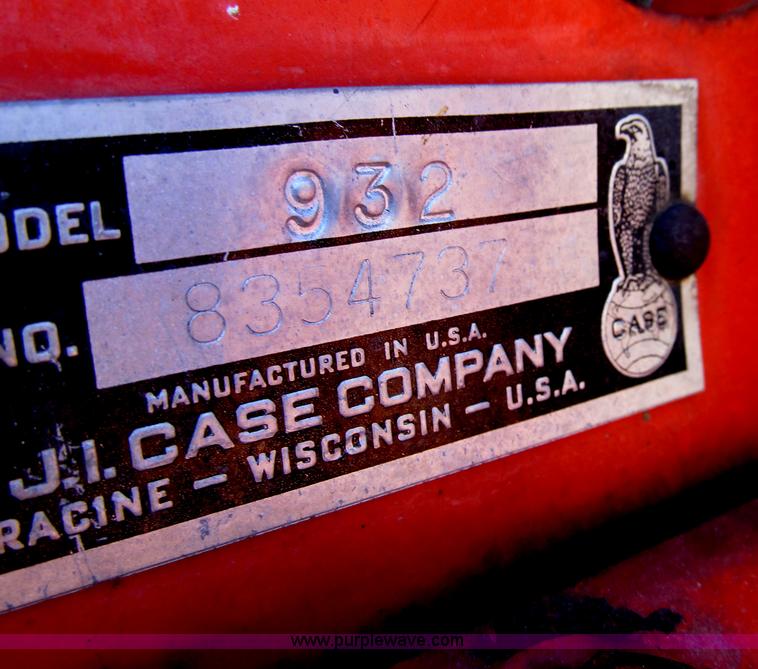 ODEL 932
NO. 8354737
MANUFACTURED IN U.S.A.
J.I. CASE COMPANY
RACINE – WISCONSIN – U.S.A.
CASE
www.purplewave.com